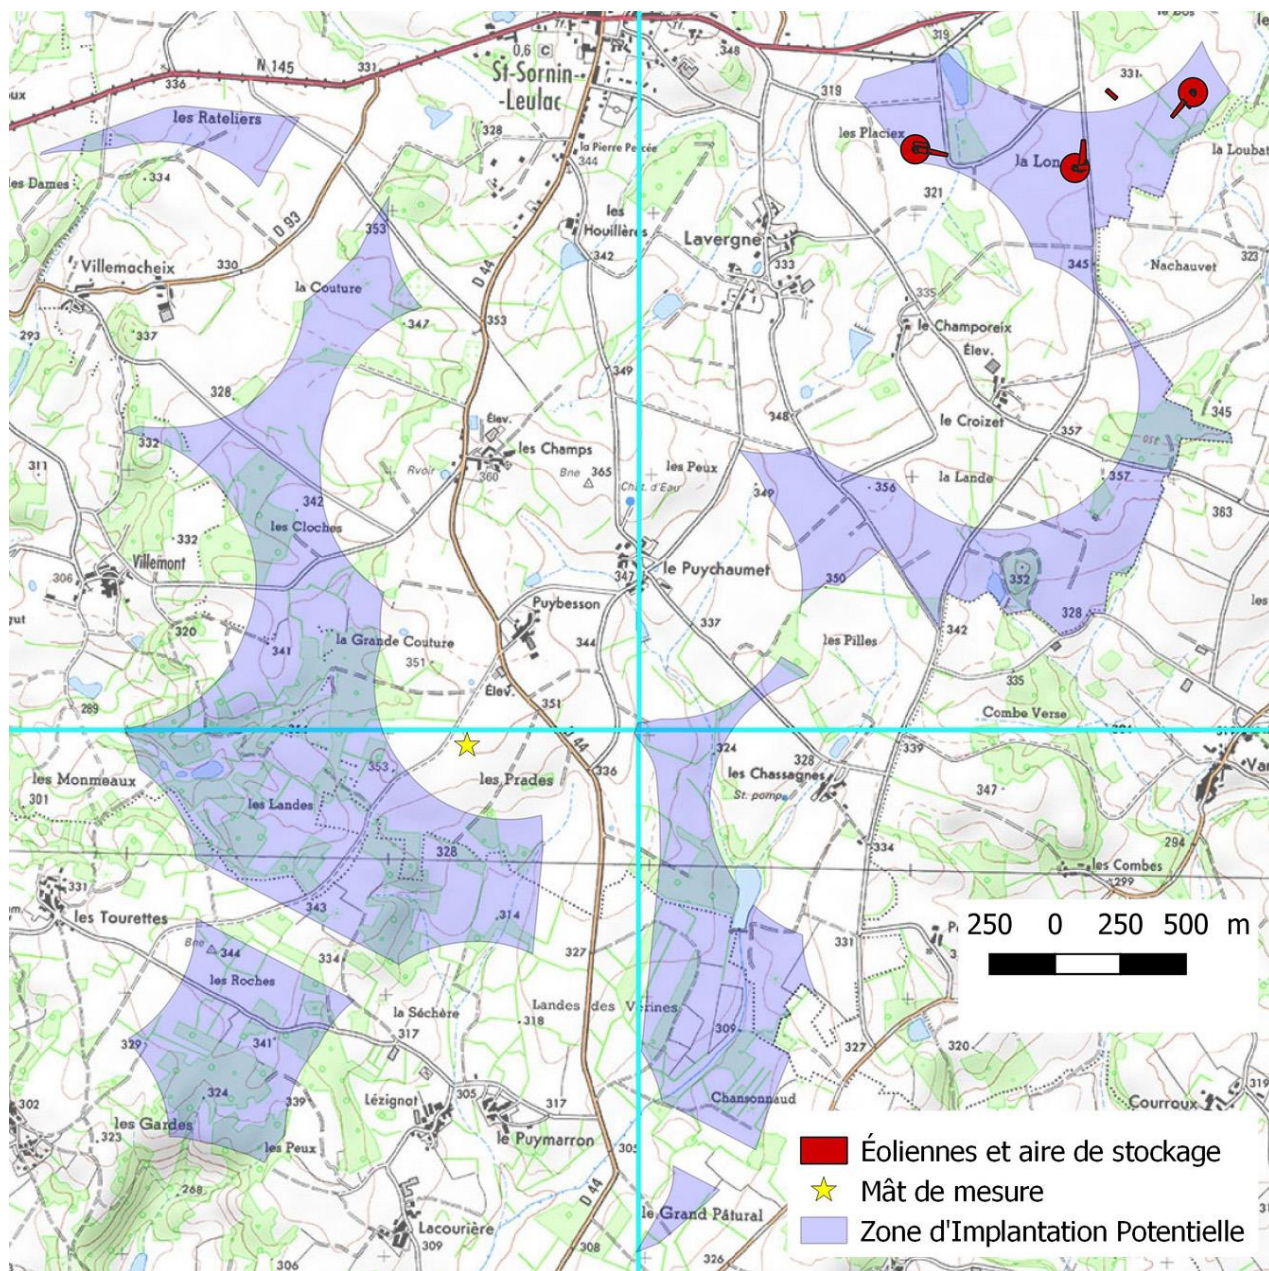 319
N 145
331
0,6 C
St-Sornin-
-Leulac
348
331
336
319
les Rateliers
328
la Pierre Percée
344
les Placiex
la Lon
la Loubat
les Dames
334
321
353
D 93
les
Houillères
Lavergne
Villemacheix
330
342
333
345
Nachauvet
323
la Couture
D 44
335
293
337
347
353
le Champoreix
Élev.
349
328
348
le Croizet
345
332
Élev.
les Champs
357
311
Rvoir
360
Bne
365
les Peux
la Lande
357
Chât. d'Eau
349
356
363
342
les Cloches
332
Villemont
306
347
le Puychaumet
350
352
Puybesson
328
320
la Grande Couture
344
337
les Pilles
342
341
351
Élev.
335
289
351
Combe Verse
D 44
324
339
les Monmeaux
353
les Prades
336
328
les Chassagnes
Var
301
les Landes
St. pomp.
347
328
334
294
les Combes
299
331
les Tourettes
343
314
250 0 250 500 m
Bne
344
334
327
331
les Roches
Landes des Verines
la Séchère
318
317
309
329
341
327
320
324
Lézignat
305
317
Chansonnaud
319
302
339
Courroux
les Gardes
323
les Peux
le Puymarron
305
Éoliennes et aire de stockage
268
D 44
Mât de mesure
le Grand Pâtural
Lacourière
309
308
326
Zone d'Implantation Potentielle
306